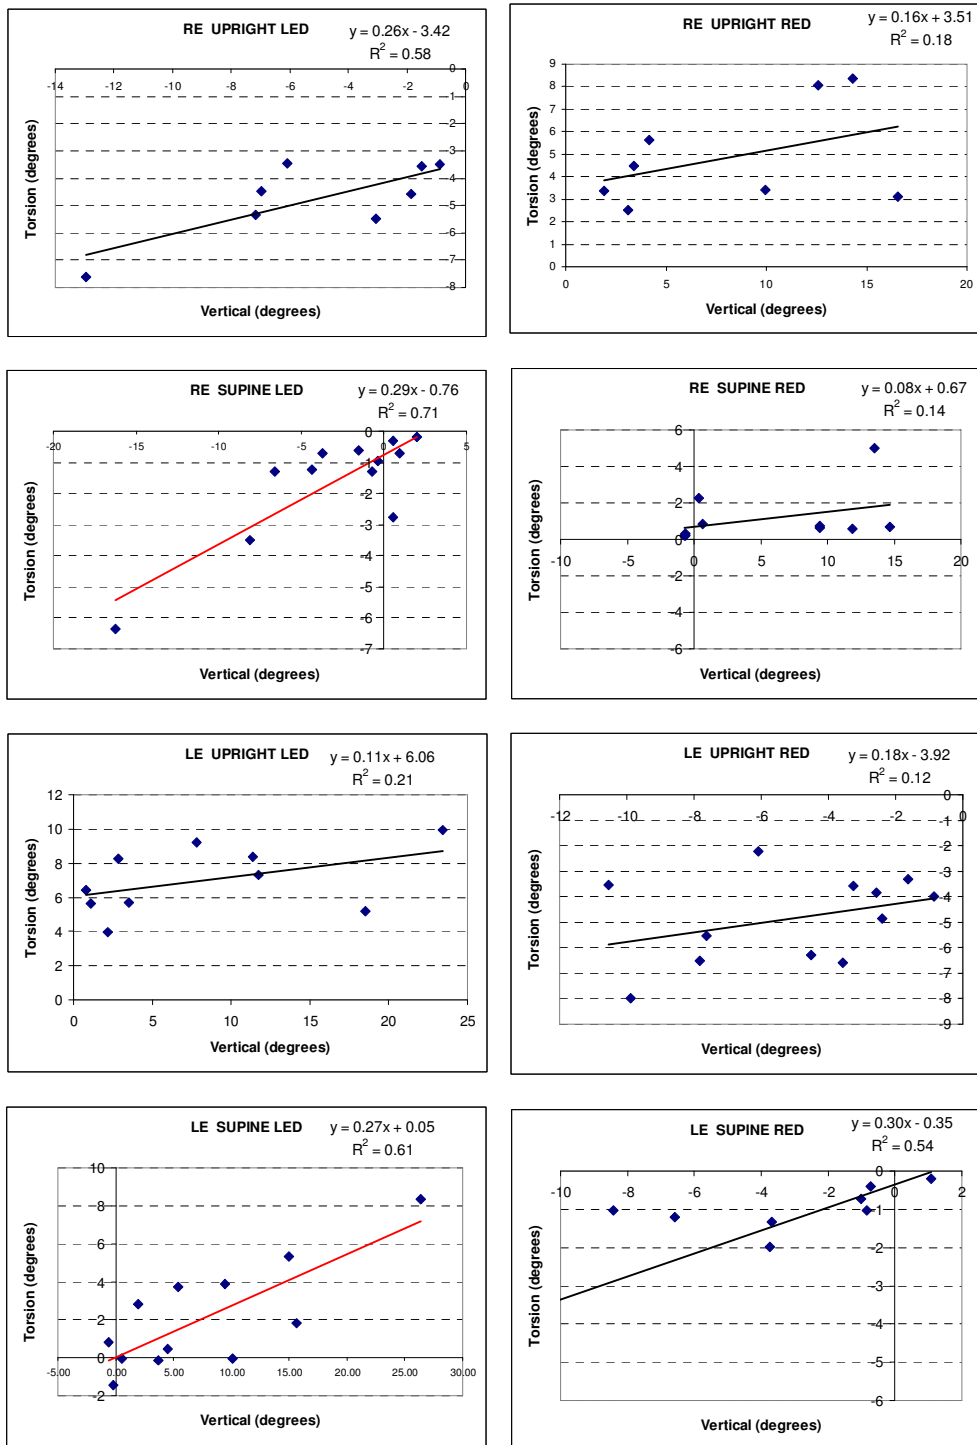 RE UPRIGHT LED
y = 0.26x - 3.42
R² = 0.58
-14 -12 -10 -8 -6 -4 -2 0
0
-1
-2
-3
-4
-5
-6
-7
-8
Torsion (degrees)
Vertical (degrees)
RE UPRIGHT RED
y = 0.16x + 3.51
R² = 0.18
9
8
7
6
5
4
3
2
1
0
0 5 10 15 20
Torsion (degrees)
Vertical (degrees)
RE SUPINE LED
y = 0.29x - 0.76
R² = 0.71
-20 -15 -10 -5 0 5
0
-1
-2
-3
-4
-5
-6
-7
Torsion (degrees)
Vertical (degrees)
RE SUPINE RED
y = 0.08x + 0.67
R² = 0.14
6
4
2
0
-2
-4
-6
-10 -5 0 5 10 15 20
Torsion (degrees)
Vertical (degrees)
LE UPRIGHT LED
y = 0.11x + 6.06
R² = 0.21
12
10
8
6
4
2
0
0 5 10 15 20 25
Torsion (degrees)
Vertical (degrees)
LE UPRIGHT RED
y = 0.18x - 3.92
R² = 0.12
-12 -10 -8 -6 -4 -2 0
0
-1
-2
-3
-4
-5
-6
-7
-8
-9
Torsion (degrees)
Vertical (degrees)
LE SUPINE LED
y = 0.27x + 0.05
R² = 0.61
10
8
6
4
2
0
-2
-5.00 0.00 5.00 10.00 15.00 20.00 25.00 30.00
Torsion (degrees)
Vertical (degrees)
LE SUPINE RED
y = 0.30x - 0.35
R² = 0.54
-10 -8 -6 -4 -2 0 2
0
-1
-2
-3
-4
-5
-6
Torsion (degrees)
Vertical (degrees)